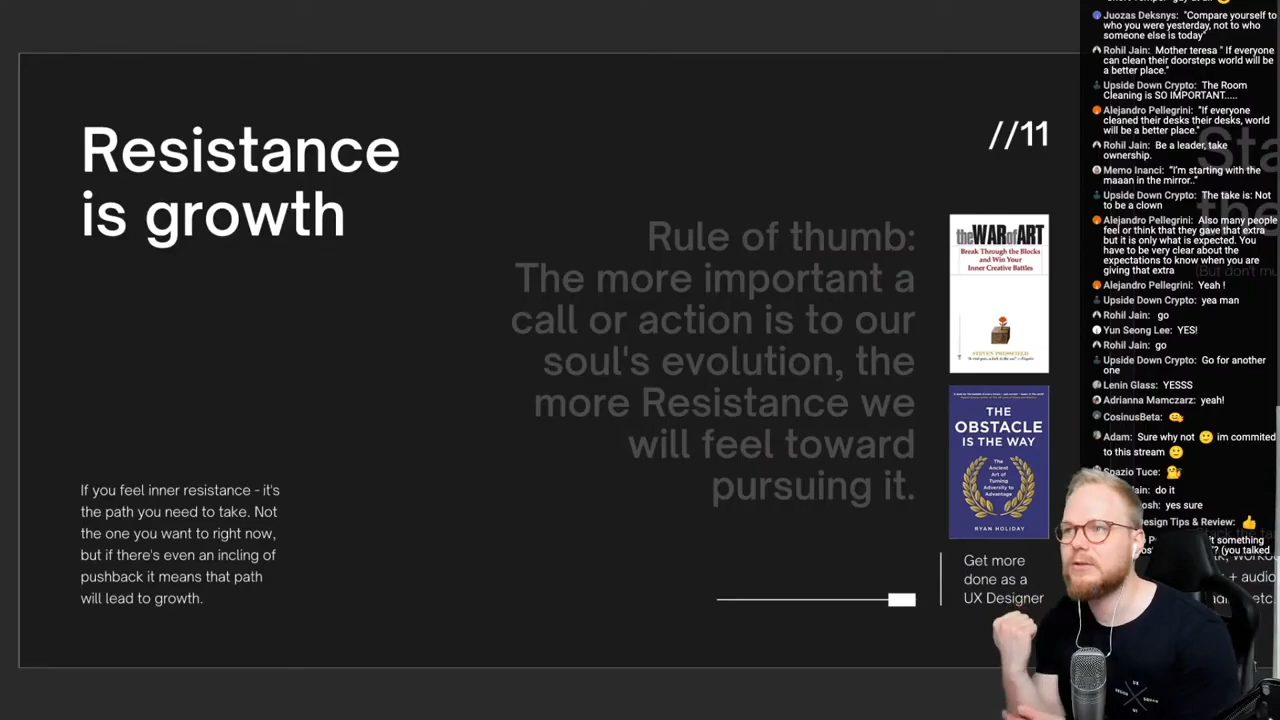 Resistance
is growth
//11
Rule of thumb:
The more important a
call or action is to our
soul's evolution, the
more Resistance we
will feel toward
pursuing it.
If you feel inner resistance - it's
the path you need to take. Not
the one you want to right now,
but if there's even an incling of
pushback it means that path
will lead to growth.
theWARofART
Break Through the Blocks
and Win Your
Inner Creative Battles
STEVEN PRESSFIELD
THE
OBSTACLE
IS THE WAY
The
Ancient
Art of
Turning
Adversity to
Advantage
RYAN HOLIDAY
Get more
done as a
UX Designer
Juozas Deksnys: "Compare yourself to
who you were yesterday, not to who
someone else is today"
Rohil Jain: Mother teresa " If everyone
can clean their doorsteps world will be
a better place."
Upside Down Crypto: The Room
Cleaning is SO IMPORTANT.....
Alejandro Pellegrini: "If everyone
cleaned their desks their desks, world
will be a better place."
Rohil Jain: Be a leader, take
ownership.
Memo Inanci: "I'm starting with the
maaan in the mirror.."
Upside Down Crypto: The take is: Not
to be a clown
Alejandro Pellegrini: Also many people
feel or think that they gave that extra
but it is only what is expected. You
have to be very clear about the
expectations to know when you are
giving that extra
Alejandro Pellegrini: Yeah !
Upside Down Crypto: yea man
Rohil Jain: go
Yun Seong Lee: YES!
Rohil Jain: go
Upside Down Crypto: Go for another
one
Lenin Glass: YESSS
Adrianna Mamczarz: yeah!
CosinusBeta:
Adam: Sure why not 🙂 im commited
to this stream 🙂
Spazio Tuce:
do it
yes sure
Design Tips & Review: 👍
it something
? (you talked
Sta
(But don't mu
+ audio